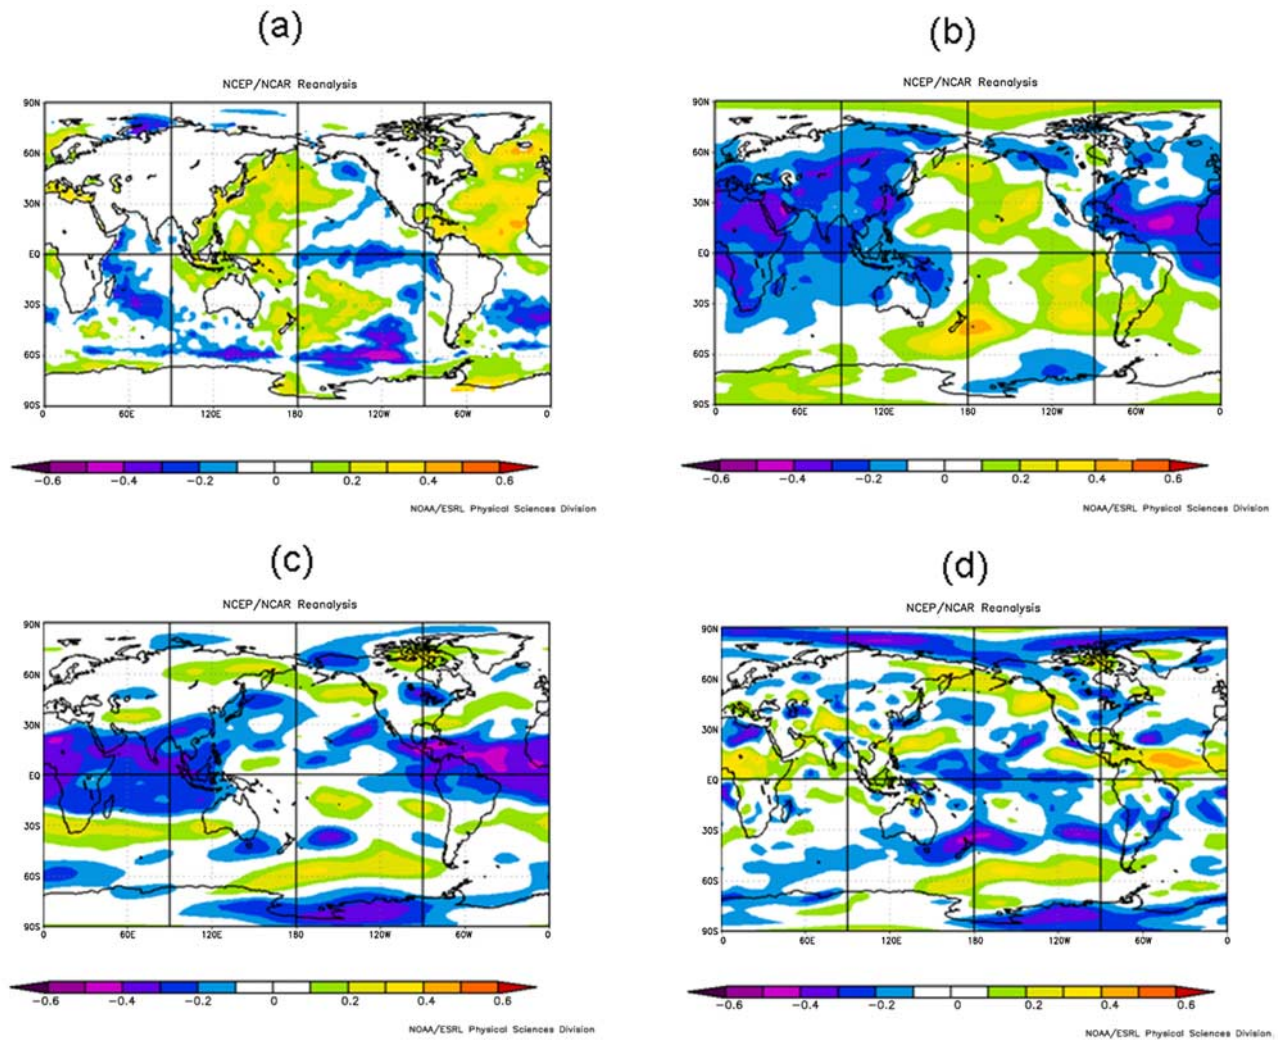 (a)
NCEP/NCAR Reanalysis
90N
60N
30N
EQ
30S
60S
90S
0 60E 120E 180 120W 60W 0
−0.6 −0.4 −0.2 0 0.2 0.4 0.6
NOAA/ESRL Physical Sciences Division
(b)
NCEP/NCAR Reanalysis
90N
60N
30N
EQ
30S
60S
90S
0 60E 120E 180 120W 60W 0
−0.6 −0.4 −0.2 0 0.2 0.4 0.6
NOAA/ESRL Physical Sciences Division
(c)
NCEP/NCAR Reanalysis
90N
60N
30N
EQ
30S
60S
90S
0 60E 120E 180 120W 60W 0
−0.6 −0.4 −0.2 0 0.2 0.4 0.6
NOAA/ESRL Physical Sciences Division
(d)
NCEP/NCAR Reanalysis
90N
60N
30N
EQ
30S
60S
90S
0 60E 120E 180 120W 60W 0
−0.6 −0.4 −0.2 0 0.2 0.4 0.6
NOAA/ESRL Physical Sciences Division